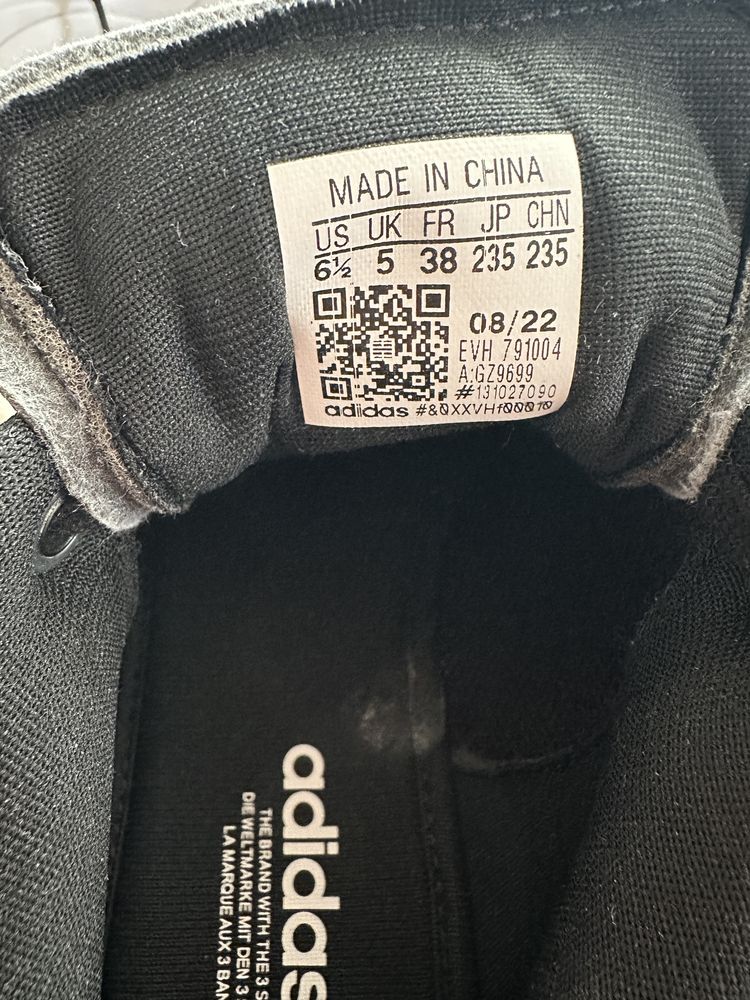 MADE IN CHINA
US UK FR JP CHN
6½ 5 38 235 235
08/22
EVH 791004
A:GZ9699
#131027090
adidas #&0XXVHf00010
adidas
THE BRAND WITH THE 3 S
DIE WELTMARKE MIT DEN 3
LA MARQUE AUX 3 BAN